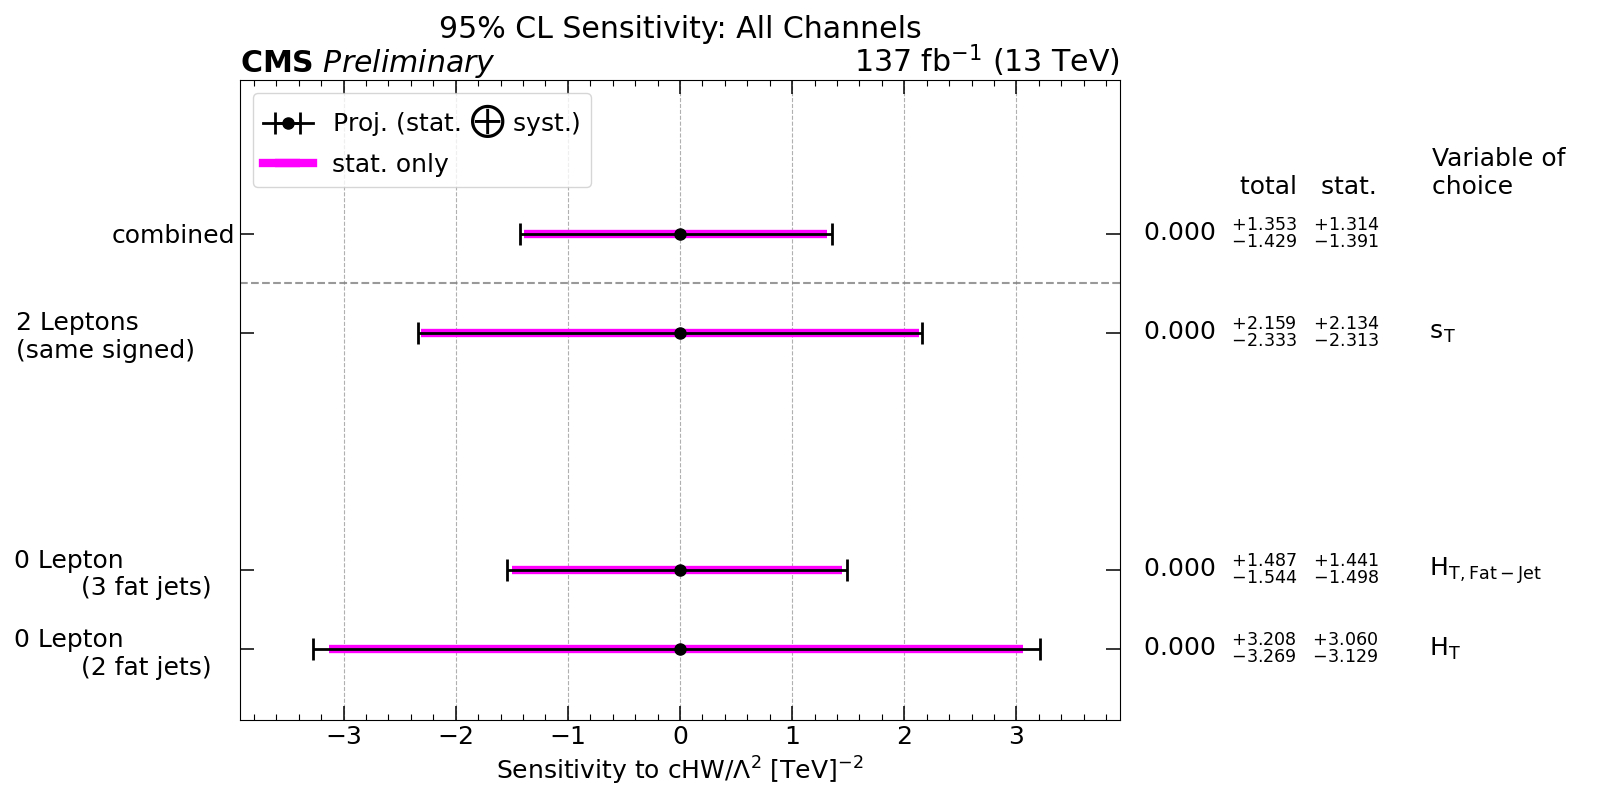 95% CL Sensitivity: All Channels
CMS Preliminary 137 fb⁻¹ (13 TeV)
Proj. (stat. ⊕ syst.)
stat. only
Variable of
choice
total stat.
combined 0.000 +1.353 −1.429 +1.314 −1.391
2 Leptons
(same signed) 0.000 +2.159 −2.333 +2.134 −2.313 s_T
0 Lepton
(3 fat jets) 0.000 +1.487 −1.544 +1.441 −1.498 H_T, Fat − Jet
0 Lepton
(2 fat jets) 0.000 +3.208 −3.269 +3.060 −3.129 H_T
−3 −2 −1 0 1 2 3
Sensitivity to cHW/Λ² [TeV]⁻²